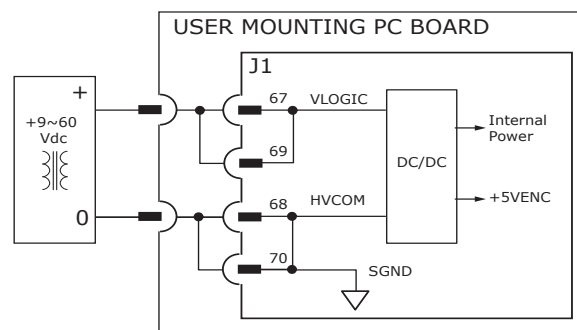 USER MOUNTING PC BOARD
J1
+
+9~60
Vdc
0
67
VLOGIC
69
68
HVCOM
70
SGND
DC/DC
Internal
Power
+5VENC